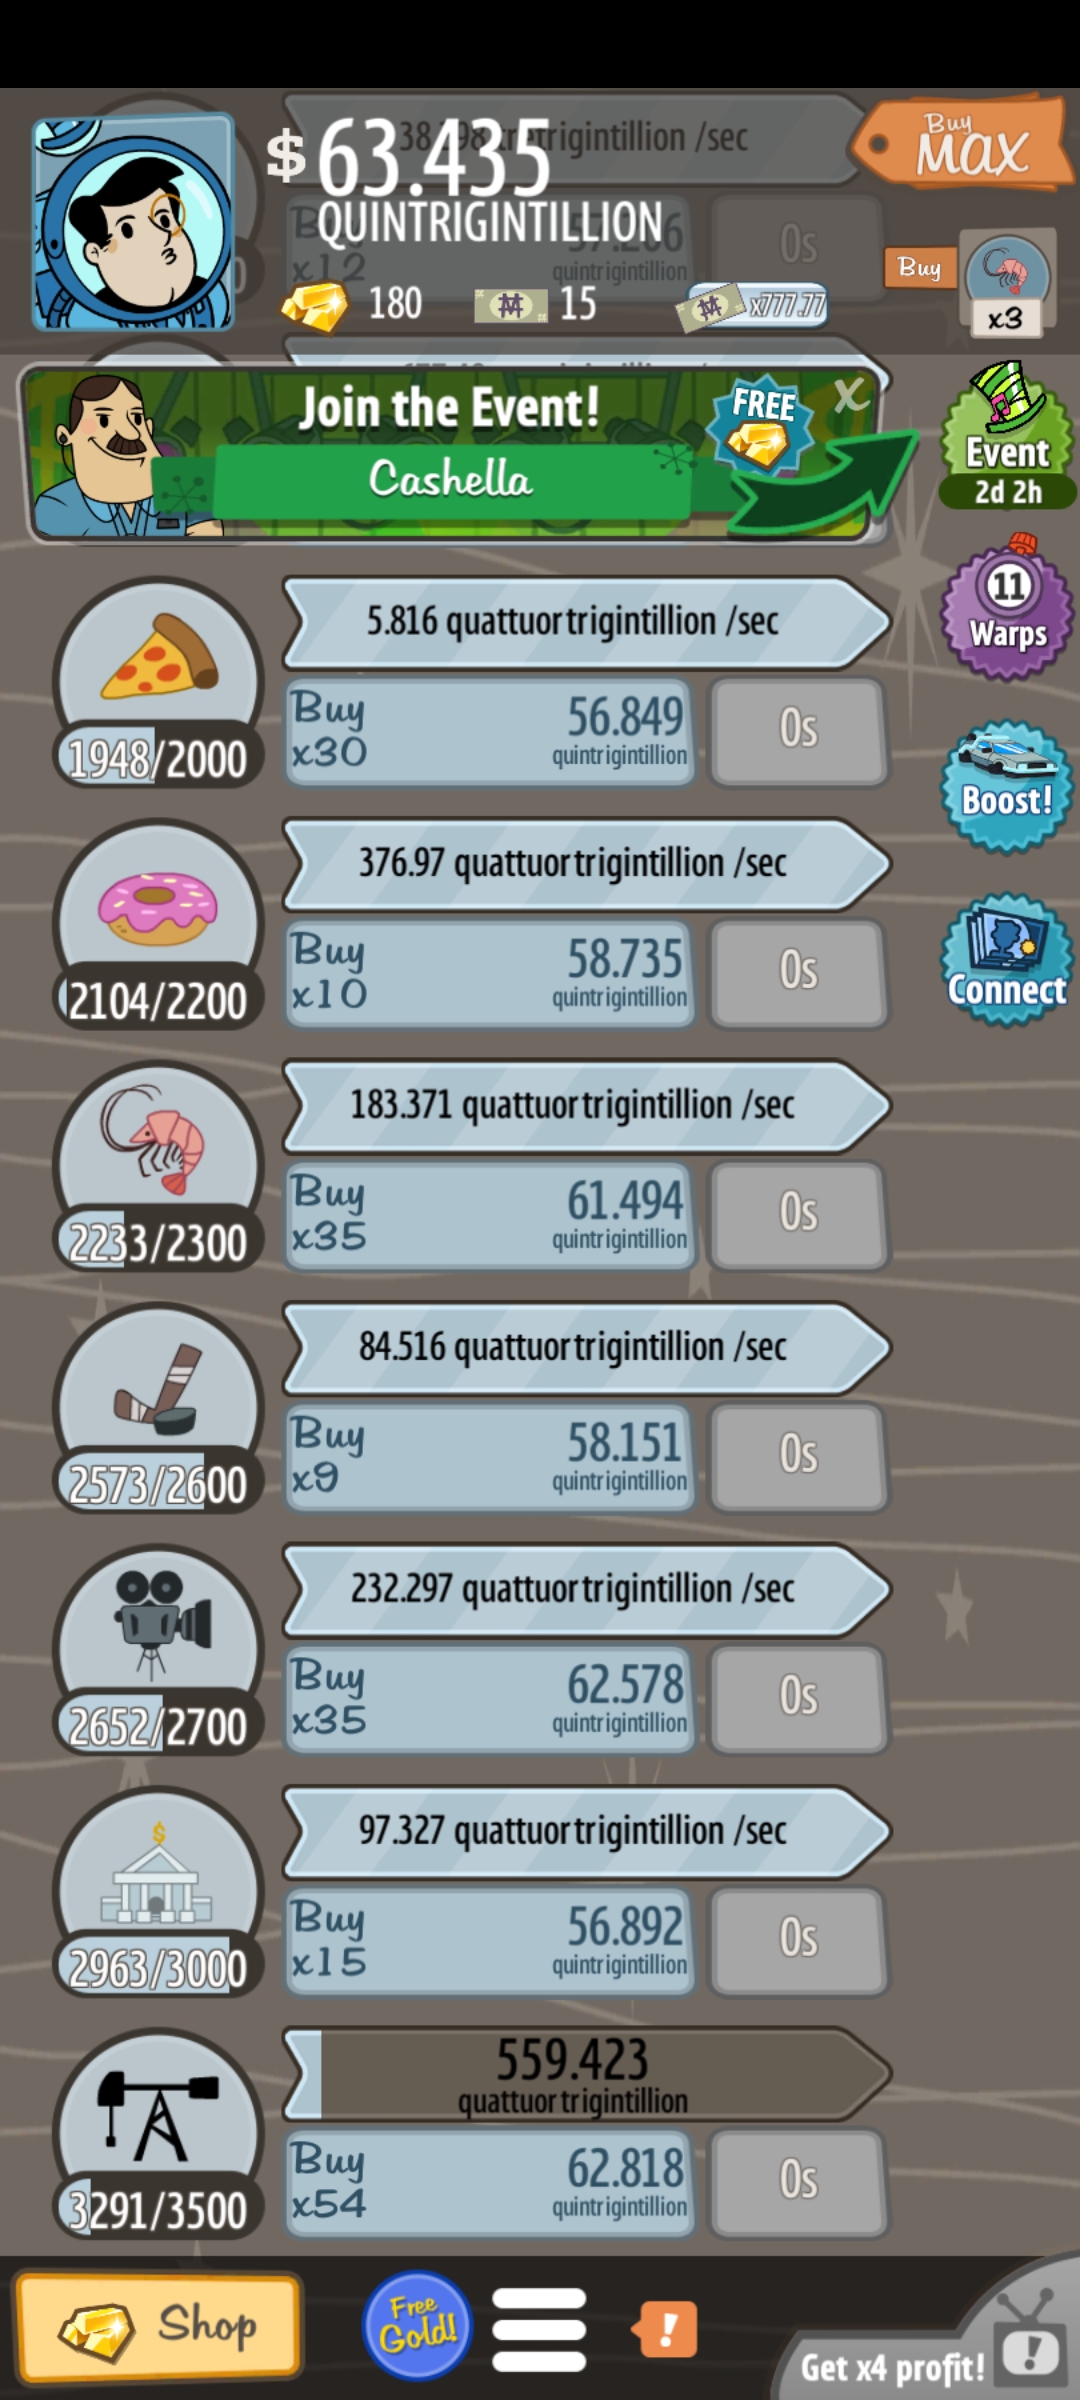 $ 63.435
QUINTRIGINTILLION
180
15
x777.77
Buy
MAX
Buy
x3
/sec
Buy
x12
quintrigintillion
0s
Join the Event!
Cashella
FREE
X
Event
2d 2h
11
Warps
Boost!
Connect
5.816 quattuortrigintillion /sec
1948/2000
Buy
x30
56.849
quintrigintillion
0s
376.97 quattuortrigintillion /sec
2104/2200
Buy
x10
58.735
quintrigintillion
0s
183.371 quattuortrigintillion /sec
2233/2300
Buy
x35
61.494
quintrigintillion
0s
84.516 quattuortrigintillion /sec
2573/2600
Buy
x9
58.151
quintrigintillion
0s
232.297 quattuortrigintillion /sec
2652/2700
Buy
x35
62.578
quintrigintillion
0s
97.327 quattuortrigintillion /sec
$
2963/3000
Buy
x15
56.892
quintrigintillion
0s
559.423
quattuortrigintillion
3291/3500
Buy
x54
62.818
quintrigintillion
0s
Shop
Free
Gold!
!
Get x4 profit!
!